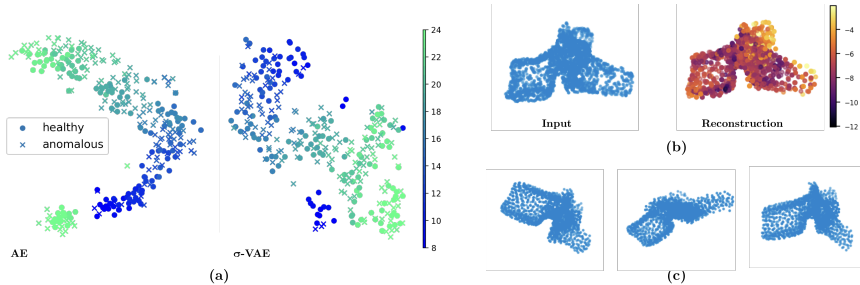 healthy
anomalous
AE
σ-VAE
24
22
20
18
16
14
12
10
8
(a)
Input
Reconstruction
−4
−6
−8
−10
−12
(b)
(c)